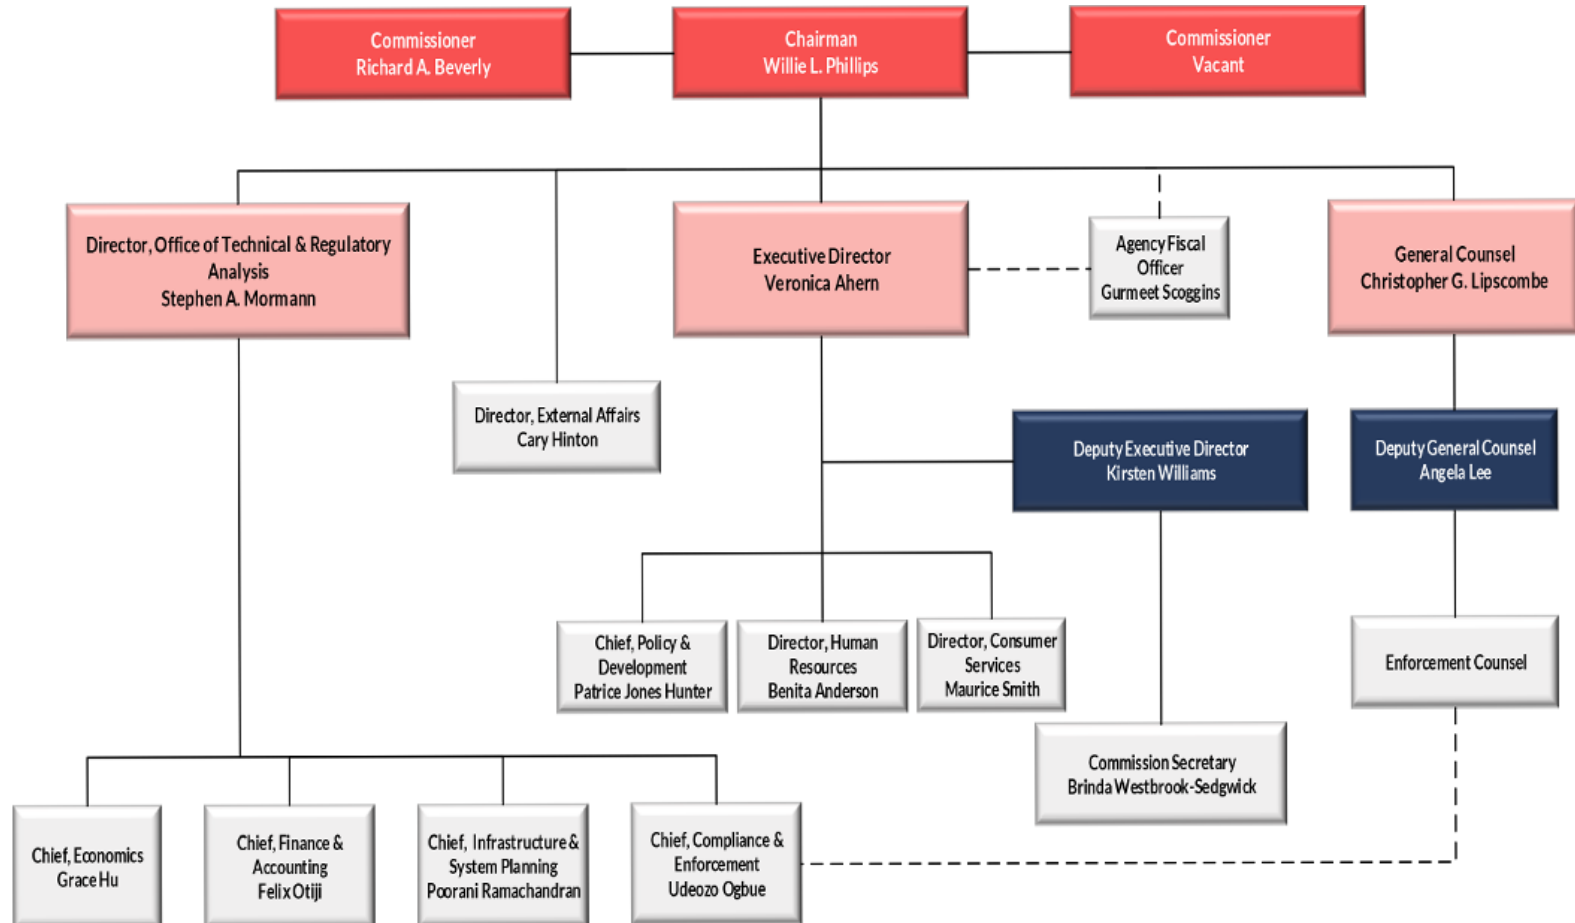 Commissioner
Richard A. Beverly
Chairman
Willie L. Phillips
Commissioner
Vacant
Director, Office of Technical & Regulatory
Analysis
Stephen A. Mormann
Executive Director
Veronica Ahern
Agency Fiscal
Officer
Gurmeet Scoggins
General Counsel
Christopher G. Lipscombe
Director, External Affairs
Cary Hinton
Deputy Executive Director
Kirsten Williams
Deputy General Counsel
Angela Lee
Chief, Policy &
Development
Patrice Jones Hunter
Director, Human
Resources
Benita Anderson
Director, Consumer
Services
Maurice Smith
Enforcement Counsel
Commission Secretary
Brinda Westbrook-Sedgwick
Chief, Economics
Grace Hu
Chief, Finance &
Accounting
Felix Otiji
Chief, Infrastructure &
System Planning
Poorani Ramachandran
Chief, Compliance &
Enforcement
Udeozo Ogbue